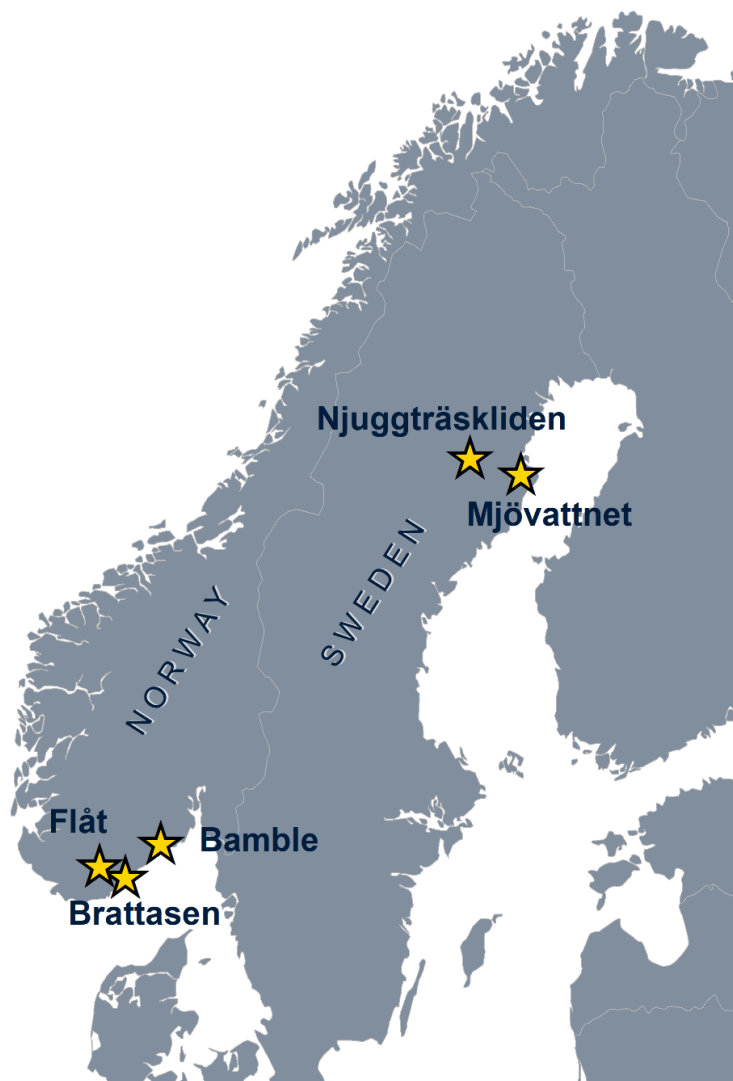 Njuggträskliden
Mjövattnet
SWEDEN
NORWAY
Flåt
Bamble
Brattasen